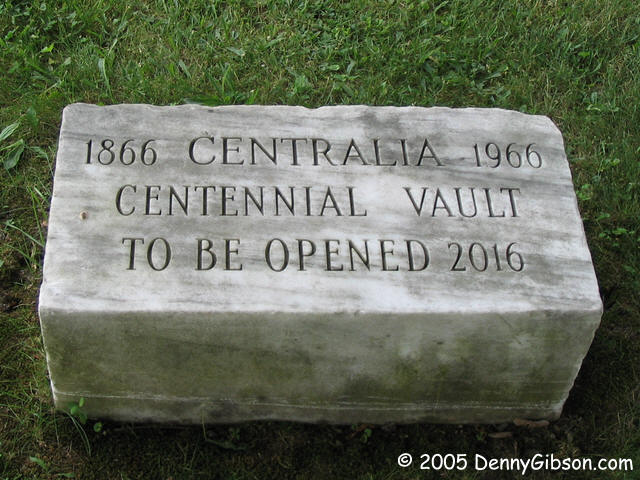 1866 CENTRALIA 1966
CENTENNIAL VAULT
TO BE OPENED 2016
© 2005 DennyGibson.com